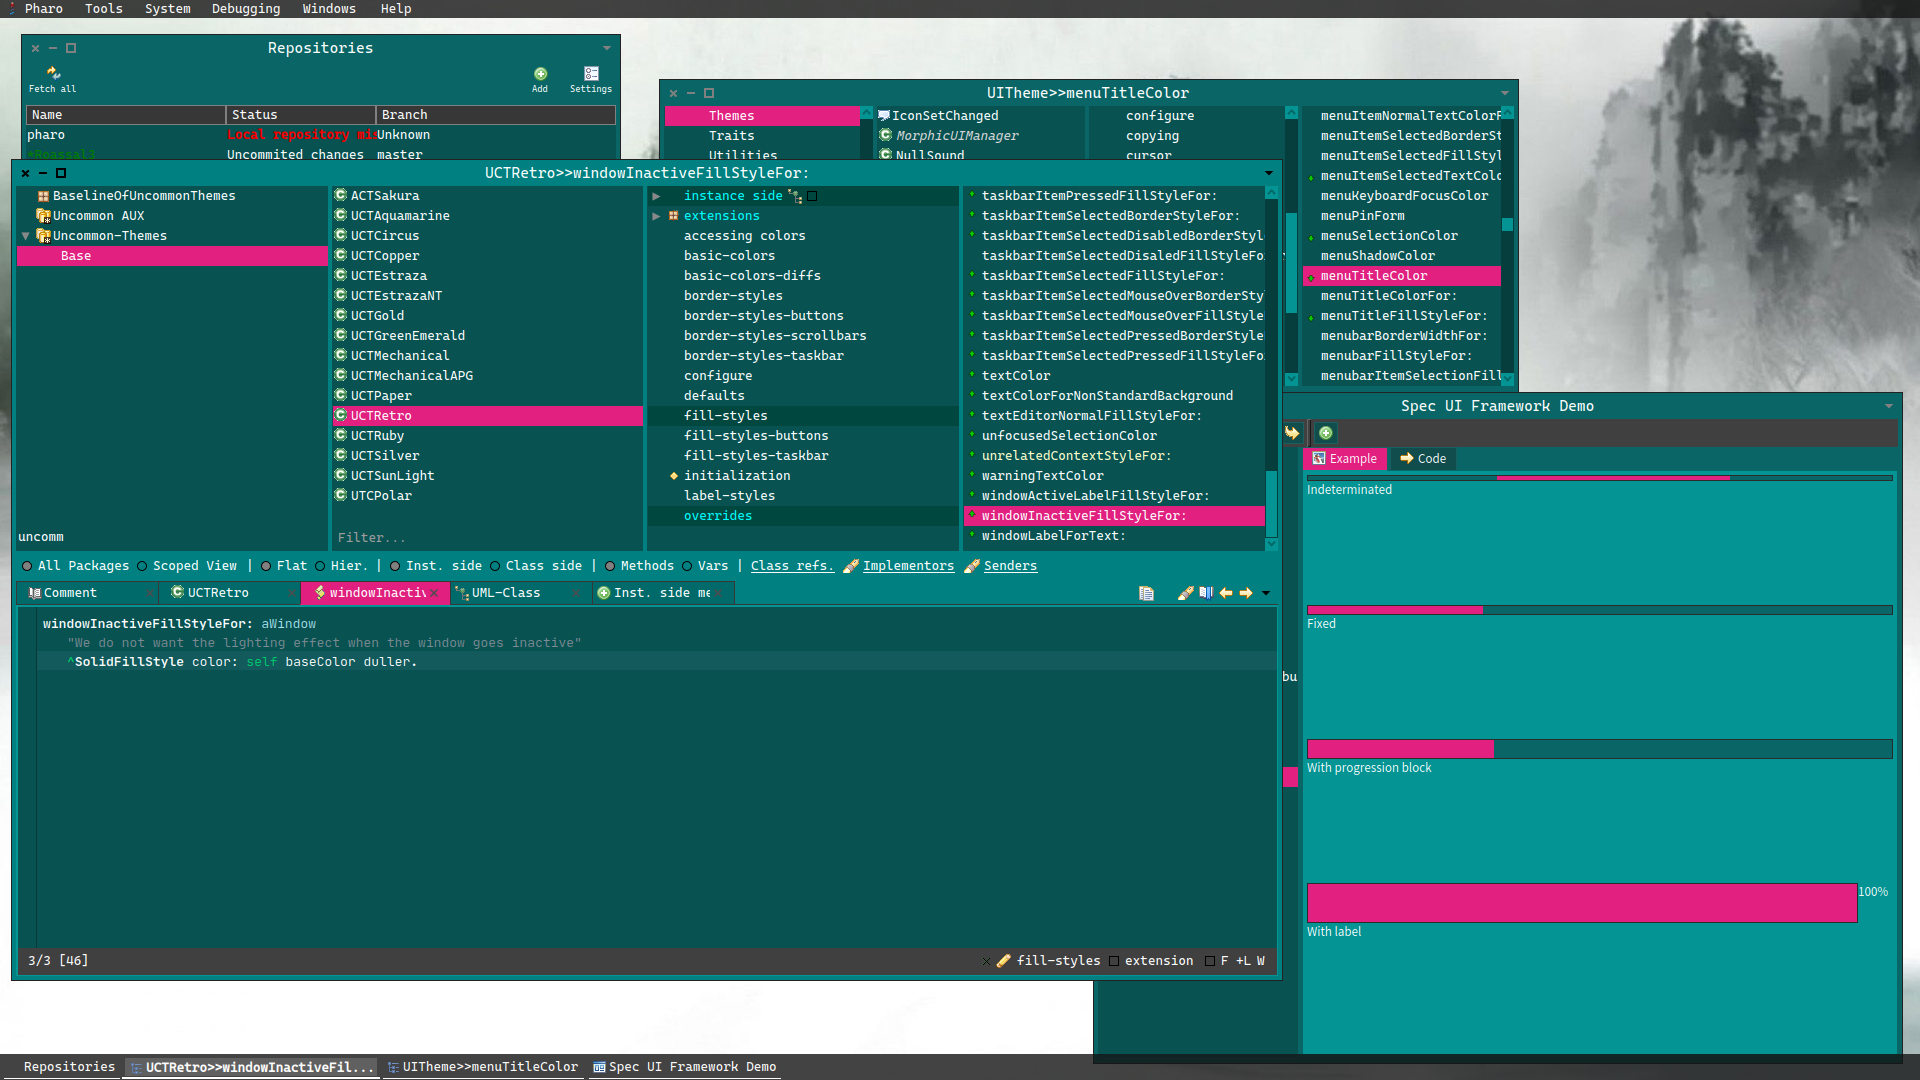 Pharo Tools System Debugging Windows Help
Repositories
Fetch all Add Settings
Name Status Branch
pharo Local repository mis Unknown
*Roassal3 Uncommited changes master
UITheme>>menuTitleColor
Themes
Traits
Utilities
IconSetChanged
MorphicUIManager
NullSound
configure
copying
cursor
menuItemNormalTextColorF
menuItemSelectedBorderSt
menuItemSelectedFillStyl
menuItemSelectedTextColo
menuKeyboardFocusColor
menuPinForm
menuSelectionColor
menuShadowColor
menuTitleColor
menuTitleColorFor:
menuTitleFillStyleFor:
menubarBorderWidthFor:
menubarFillStyleFor:
menubarItemSelectionFill
UCTRetro>>windowInactiveFillStyleFor:
BaselineOfUncommonThemes
Uncommon AUX
Uncommon-Themes
Base
uncomm
ACTSakura
UCTAquamarine
UCTCircus
UCTCopper
UCTEstraza
UCTEstrazaNT
UCTGold
UCTGreenEmerald
UCTMechanical
UCTMechanicalAPG
UCTPaper
UCTRetro
UCTRuby
UCTSilver
UCTSunLight
UTCPolar
Filter...
instance side
extensions
accessing colors
basic-colors
basic-colors-diffs
border-styles
border-styles-buttons
border-styles-scrollbars
border-styles-taskbar
configure
defaults
fill-styles
fill-styles-buttons
fill-styles-taskbar
initialization
label-styles
overrides
taskbarItemPressedFillStyleFor:
taskbarItemSelectedBorderStyleFor:
taskbarItemSelectedDisabledBorderStyl
taskbarItemSelectedDisaledFillStyleFo
taskbarItemSelectedFillStyleFor:
taskbarItemSelectedMouseOverBorderSty
taskbarItemSelectedMouseOverFillStyle
taskbarItemSelectedPressedBorderStyle
taskbarItemSelectedPressedFillStyleFo
textColor
textColorForNonStandardBackground
textEditorNormalFillStyleFor:
unfocusedSelectionColor
unrelatedContextStyleFor:
warningTextColor
windowActiveLabelFillStyleFor:
windowInactiveFillStyleFor:
windowLabelForText:
All Packages Scoped View | Flat Hier. | Inst. side Class side | Methods Vars | Class refs. Implementors Senders
Comment UCTRetro windowInactiv UML-Class Inst. side me
windowInactiveFillStyleFor: aWindow
"We do not want the lighting effect when the window goes inactive"
^SolidFillStyle color: self baseColor duller.
3/3 [46] fill-styles extension F +L W
Spec UI Framework Demo
Example Code
Indeterminated
Fixed
bu
With progression block
100%
With label
Repositories UCTRetro>>windowInactiveFil... UITheme>>menuTitleColor Spec UI Framework Demo